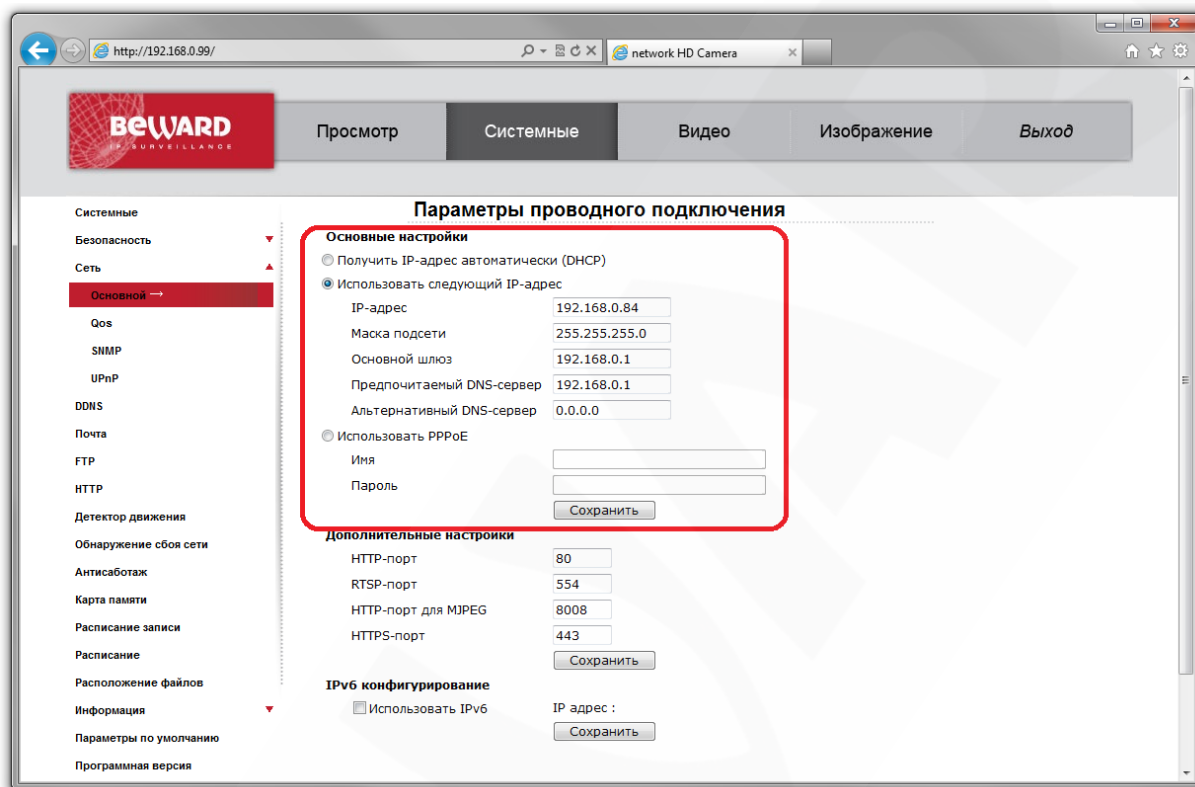 http://192.168.0.99/
network HD Camera
BEWARD
IP SURVEILLANCE
Просмотр
Системные
Видео
Изображение
Выход
Системные
Безопасность
Сеть
Основной →
Qos
SNMP
UPnP
DDNS
Почта
FTP
HTTP
Детектор движения
Обнаружение сбоя сети
Антисаботаж
Карта памяти
Расписание записи
Расписание
Расположение файлов
Информация
Параметры по умолчанию
Программная версия
Параметры проводного подключения
Основные настройки
Получить IP-адрес автоматически (DHCP)
Использовать следующий IP-адрес
IP-адрес 192.168.0.84
Маска подсети 255.255.255.0
Основной шлюз 192.168.0.1
Предпочитаемый DNS-сервер 192.168.0.1
Альтернативный DNS-сервер 0.0.0.0
Использовать PPPoE
Имя
Пароль
Сохранить
Дополнительные настройки
HTTP-порт 80
RTSP-порт 554
HTTP-порт для MJPEG 8008
HTTPS-порт 443
Сохранить
IPv6 конфигурирование
Использовать IPv6 IP адрес :
Сохранить